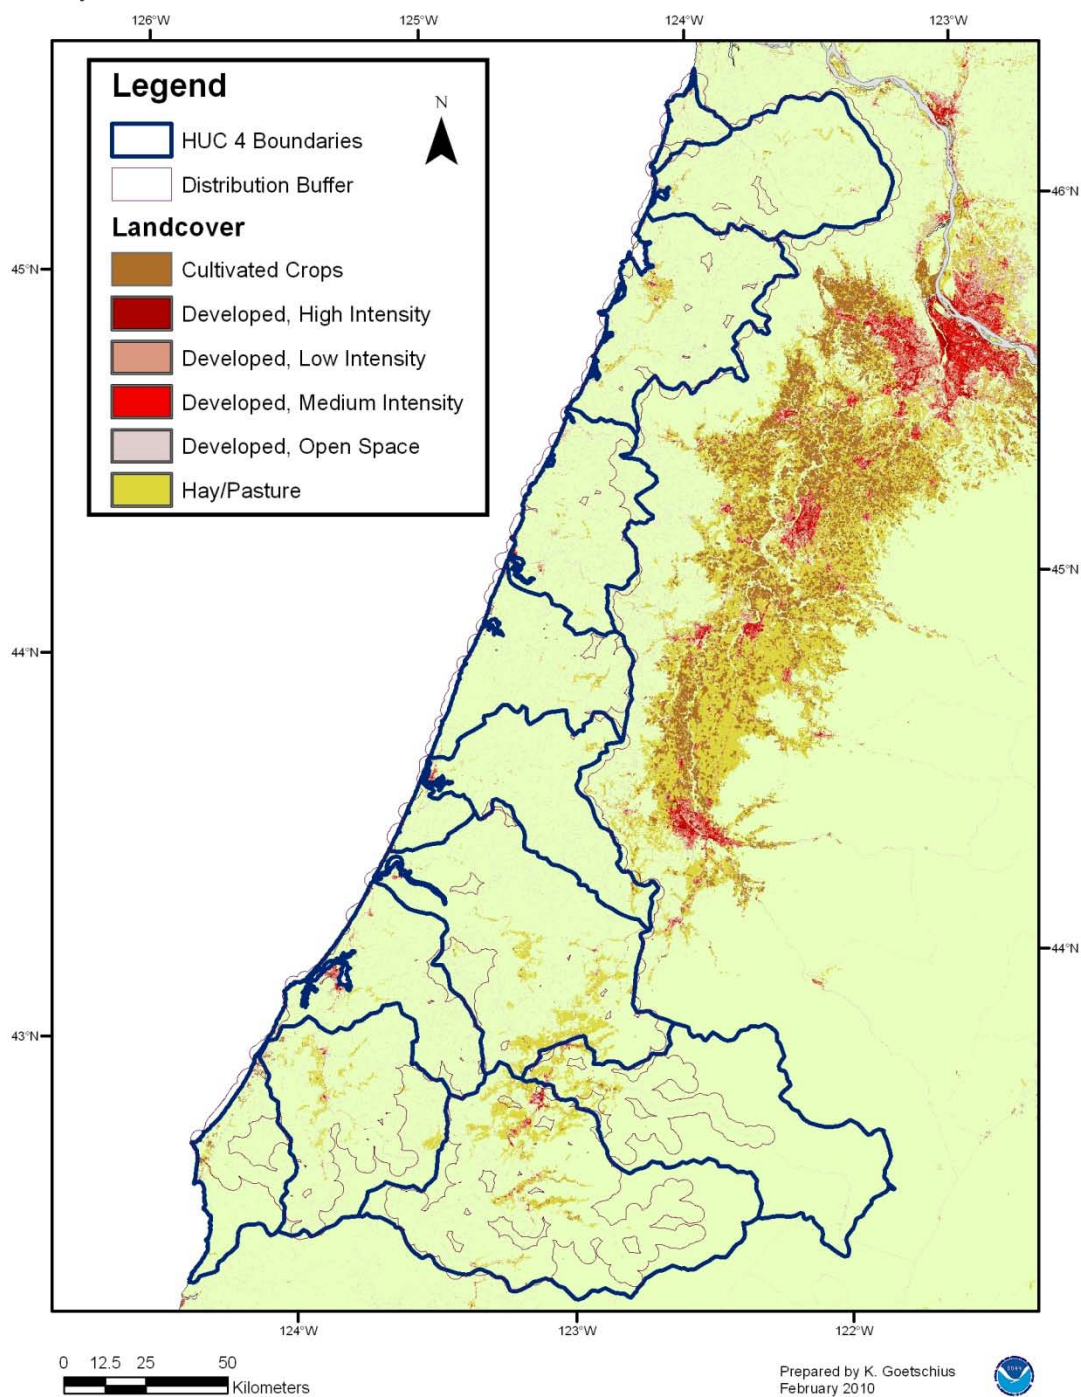 126°W 125°W 124°W 123°W
Legend
N
HUC 4 Boundaries
Distribution Buffer
Landcover
Cultivated Crops
Developed, High Intensity
Developed, Low Intensity
Developed, Medium Intensity
Developed, Open Space
Hay/Pasture
46°N
45°N
45°N
44°N
44°N
43°N
124°W 123°W 122°W
0 12.5 25 50
Kilometers
Prepared by K. Goetschius
February 2010